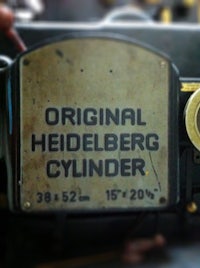 ORIGINAL
HEIDELBERG
CYLINDER
38 x 52 cm 15" x 20½"